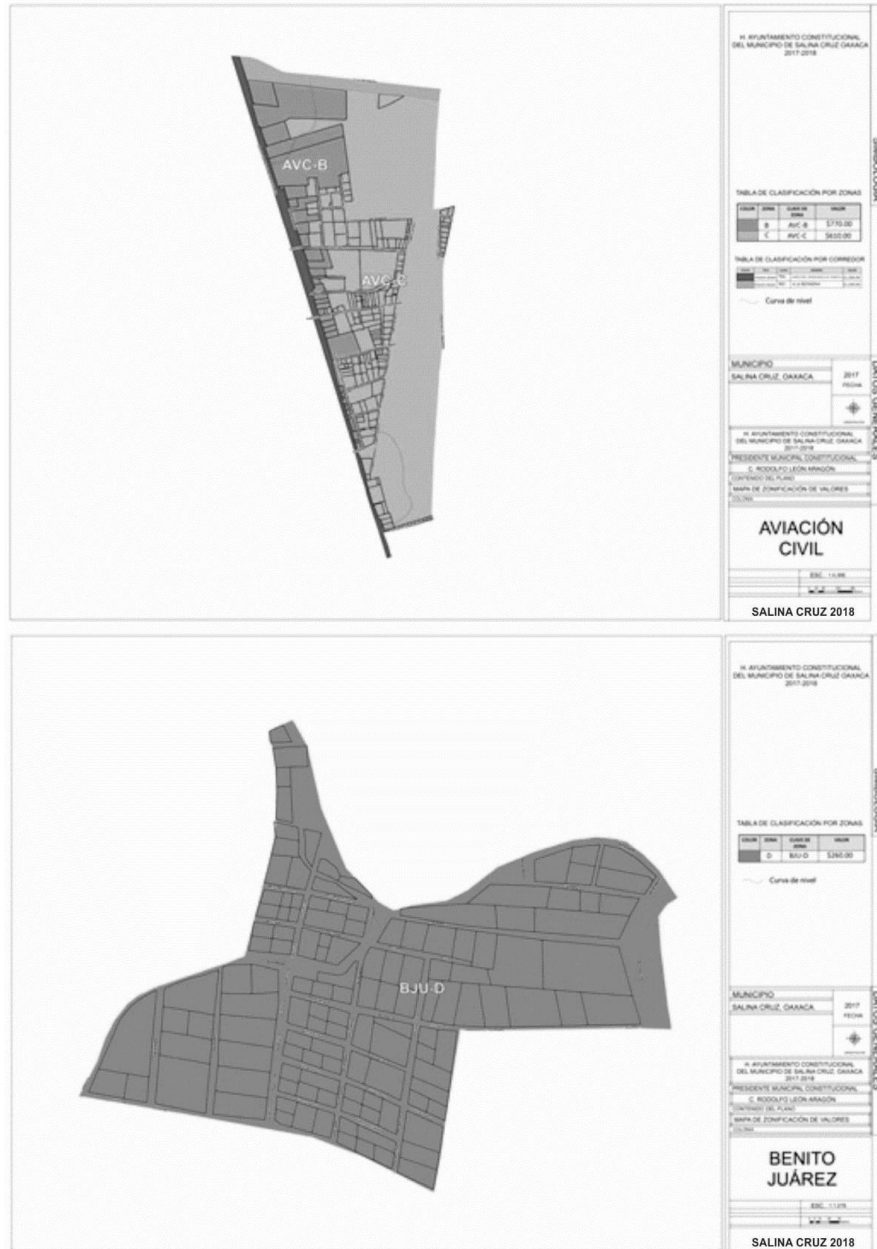 H. AYUNTAMIENTO CONSTITUCIONAL
DEL MUNICIPIO DE SALINA CRUZ OAXACA
2017-2018
SIMBOLOGIA
TABLA DE CLASIFICACIÓN POR ZONAS
COLOR ZONA CLAVE DE ZONA VALOR
B AVC-B $770.00
C AVC-C $610.00
TABLA DE CLASIFICACIÓN POR CORREDOR
Curva de nivel
AVC-B
AVC-C
MUNICIPIO
SALINA CRUZ, OAXACA.
2017
FECHA
DATOS GENERALES
H. AYUNTAMIENTO CONSTITUCIONAL
DEL MUNICIPIO DE SALINA CRUZ, OAXACA
2017-2018
PRESIDENTE MUNICIPAL CONSTITUCIONAL
C. RODOLFO LEÓN ARAGÓN
CONTENIDO DEL PLANO
MAPA DE ZONIFICACIÓN DE VALORES
COLONIA
AVIACIÓN
CIVIL
ESC.
SALINA CRUZ 2018
H. AYUNTAMIENTO CONSTITUCIONAL
DEL MUNICIPIO DE SALINA CRUZ OAXACA
2017-2018
TABLA DE CLASIFICACIÓN POR ZONAS
COLOR ZONA CLAVE DE ZONA VALOR
D BJU-D $260.00
Curva de nivel
BJU-D
MUNICIPIO
SALINA CRUZ, OAXACA.
2017
FECHA
DATOS GENERALES
H. AYUNTAMIENTO CONSTITUCIONAL
DEL MUNICIPIO DE SALINA CRUZ, OAXACA
2017-2018
PRESIDENTE MUNICIPAL CONSTITUCIONAL
C. RODOLFO LEÓN ARAGÓN
CONTENIDO DEL PLANO
MAPA DE ZONIFICACIÓN DE VALORES
COLONIA
BENITO
JUÁREZ
ESC.
SALINA CRUZ 2018